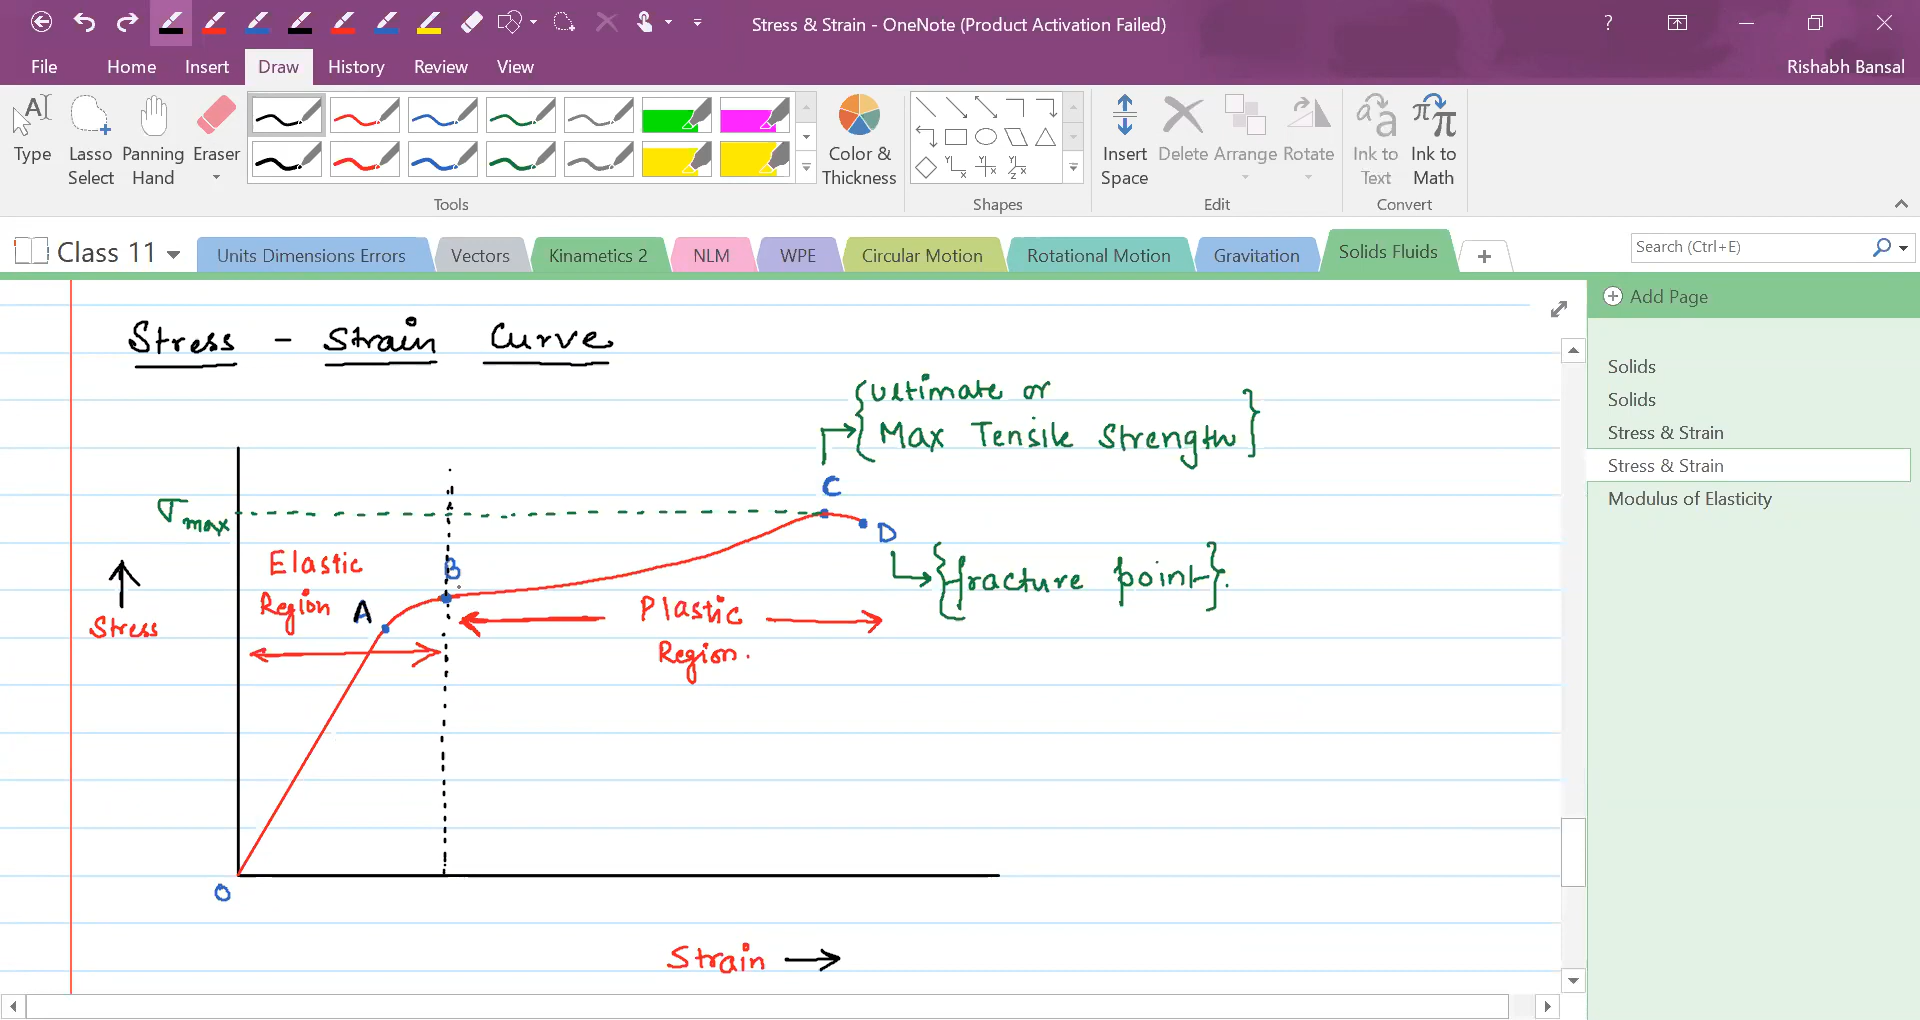 Stress & Strain - OneNote (Product Activation Failed)
?
File Home Insert Draw History Review View
Rishabh Bansal
Type
Lasso Select
Panning Hand
Eraser
Color & Thickness
Insert Space
Delete
Arrange
Rotate
Ink to Text
Ink to Math
Tools
Shapes
Edit
Convert
Class 11
Units Dimensions Errors
Vectors
Kinametics 2
NLM
WPE
Circular Motion
Rotational Motion
Gravitation
Solids Fluids
+
Search (Ctrl+E)
Add Page
Solids
Solids
Stress & Strain
Stress & Strain
Modulus of Elasticity
Stress - Strain Curve
{Ultimate or
Max Tensile Strength}
C
σmax
D
Elastic
Region
B
A
{fracture point}.
Stress
Plastic
Region.
O
Strain →